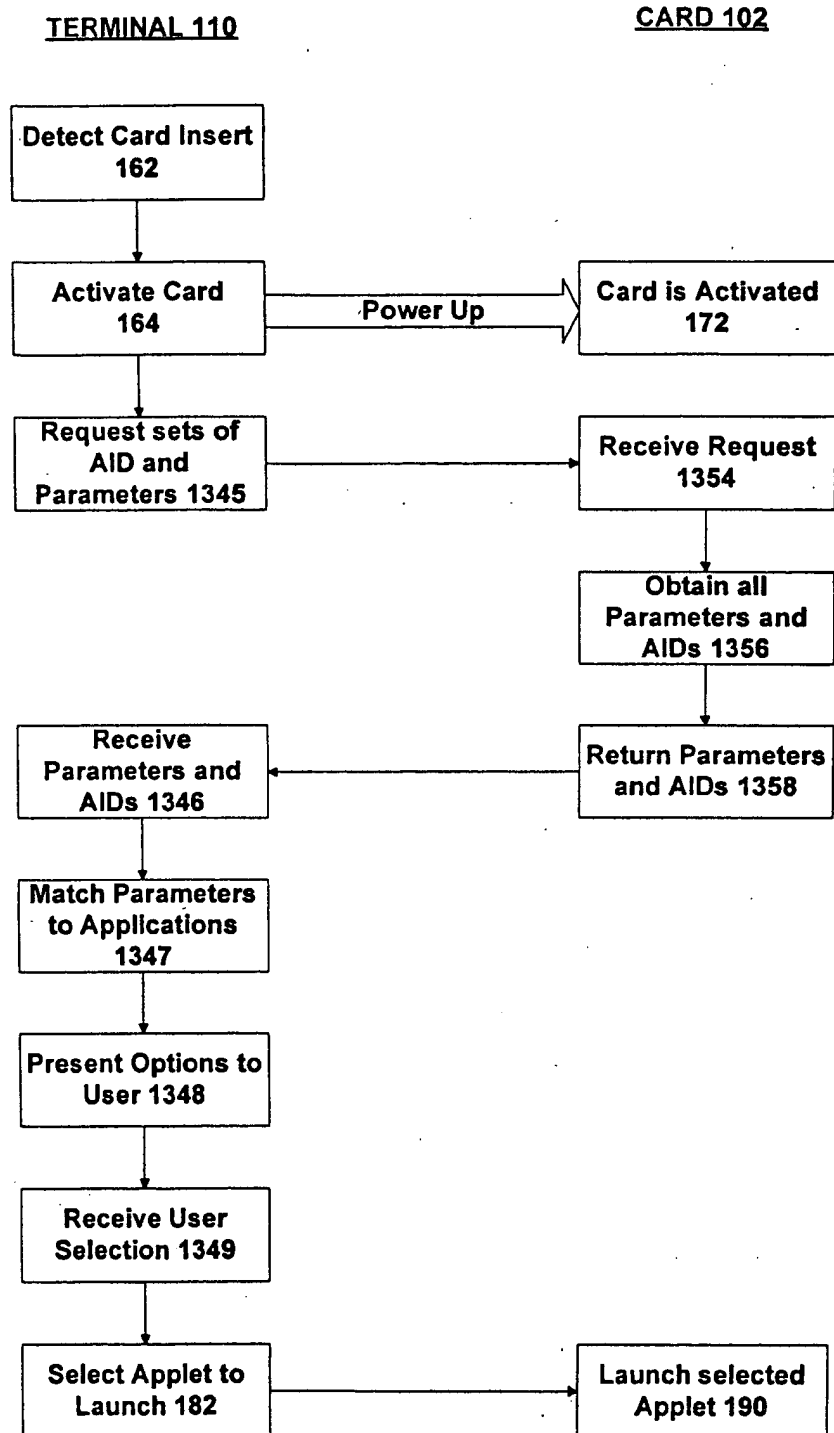 TERMINAL 110
CARD 102
Detect Card Insert
162
Activate Card
164
Power Up
Card is Activated
172
Request sets of
AID and
Parameters 1345
Receive Request
1354
Obtain all
Parameters and
AIDs 1356
Receive
Parameters and
AIDs 1346
Return Parameters
and AIDs 1358
Match Parameters
to Applications
1347
Present Options to
User 1348
Receive User
Selection 1349
Select Applet to
Launch 182
Launch selected
Applet 190